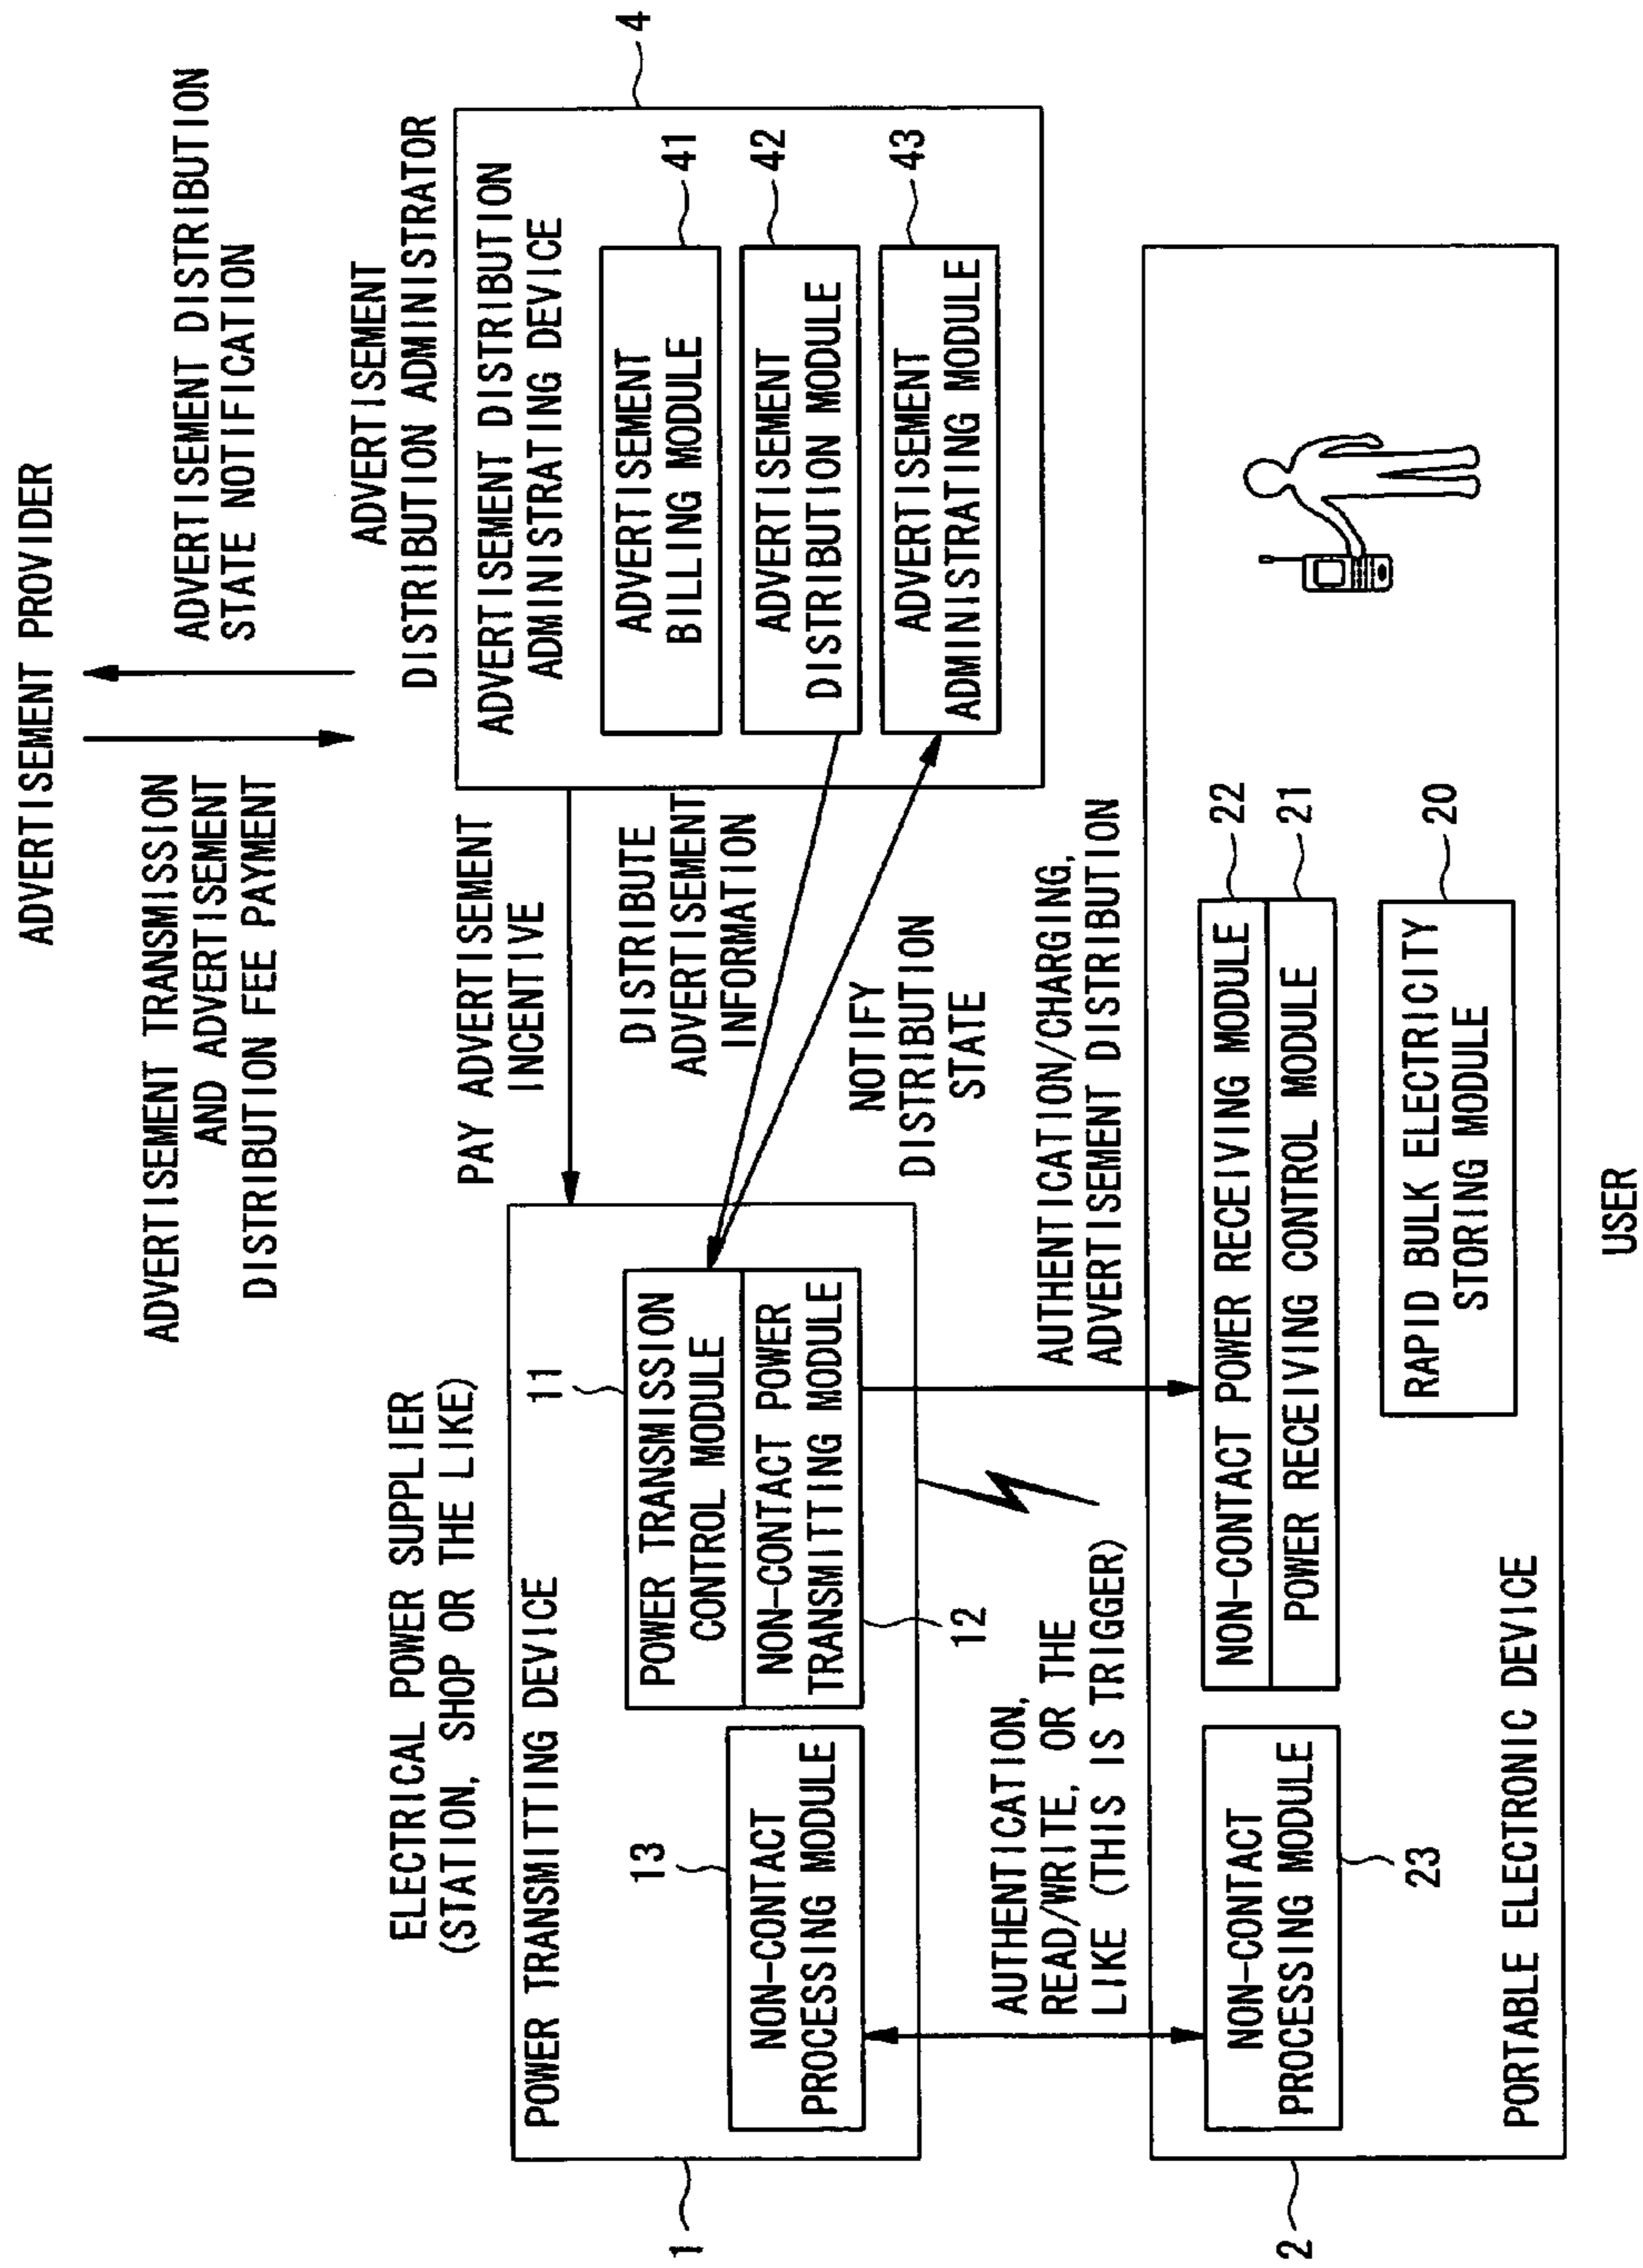 ADVERTISEMENT PROVIDER
ADVERTISEMENT TRANSMISSION
AND ADVERTISEMENT
DISTRIBUTION FEE PAYMENT
ADVERTISEMENT DISTRIBUTION
STATE NOTIFICATION
ADVERTISEMENT
DISTRIBUTION ADMINISTRATOR
4
ADVERTISEMENT DISTRIBUTION
ADMINISTRATING DEVICE
ADVERTISEMENT
BILLING MODULE
41
ADVERTISEMENT
DISTRIBUTION MODULE
42
ADVERTISEMENT
ADMINISTRATING MODULE
43
PAY ADVERTISEMENT
INCENTIVE
DISTRIBUTE
ADVERTISEMENT
INFORMATION
NOTIFY
DISTRIBUTION
STATE
ELECTRICAL POWER SUPPLIER
(STATION, SHOP OR THE LIKE)
1
POWER TRANSMITTING DEVICE
11
POWER TRANSMISSION
CONTROL MODULE
NON-CONTACT POWER
TRANSMITTING MODULE
12
13
NON-CONTACT
PROCESSING MODULE
AUTHENTICATION,
READ/WRITE, OR THE
LIKE (THIS IS TRIGGER)
AUTHENTICATION/CHARGING,
ADVERTISEMENT DISTRIBUTION
2
NON-CONTACT
PROCESSING MODULE
23
NON-CONTACT POWER RECEIVING MODULE
22
POWER RECEIVING CONTROL MODULE
21
RAPID BULK ELECTRICITY
STORING MODULE
20
PORTABLE ELECTRONIC DEVICE
USER